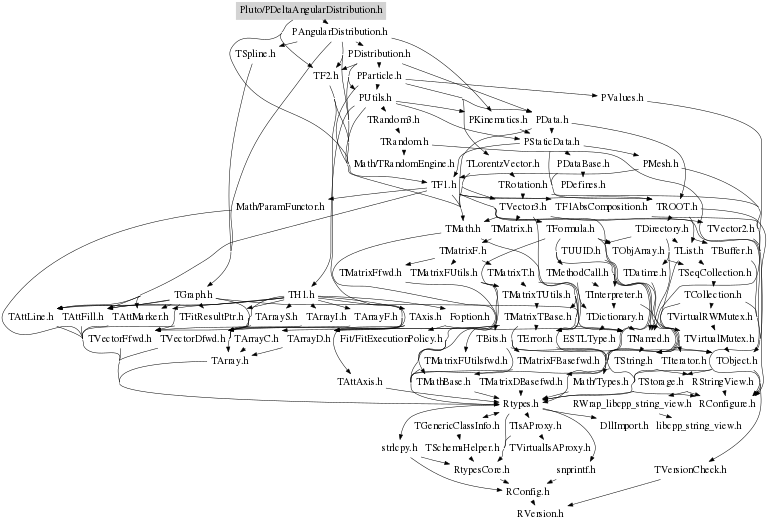 Pluto/PDeltaAngularDistribution.h
PAngularDistribution.h
TSpline.h
PDistribution.h
TF2.h
PParticle.h
PUtils.h
PValues.h
TRandom3.h
PKinematics.h
PData.h
TRandom.h
PStaticData.h
Math/TRandomEngine.h
TLorentzVector.h
PDataBase.h
PMesh.h
TF1.h
TRotation.h
PDefines.h
Math/ParamFunctor.h
TVector3.h
TF1AbsComposition.h
TROOT.h
TMath.h
TMatrix.h
TFormula.h
TDirectory.h
TVector2.h
TMatrixF.h
TUUID.h
TObjArray.h
TList.h
TBuffer.h
TMatrixFfwd.h
TMatrixFUtils.h
TMatrixT.h
TMethodCall.h
TDatime.h
TSeqCollection.h
TGraph.h
TH1.h
TMatrixTUtils.h
TInterpreter.h
TCollection.h
TAttLine.h
TAttFill.h
TAttMarker.h
TFitResultPtr.h
TArrayS.h
TArrayI.h
TArrayF.h
TAxis.h
Foption.h
TMatrixTBase.h
TDictionary.h
TVirtualRWMutex.h
TVectorFfwd.h
TVectorDfwd.h
TArrayC.h
TArrayD.h
Fit/FitExecutionPolicy.h
TBits.h
TError.h
ESTLType.h
TNamed.h
TVirtualMutex.h
TArray.h
TMatrixFUtilsfwd.h
TMatrixFBasefwd.h
TString.h
TIterator.h
TObject.h
TAttAxis.h
TMathBase.h
TMatrixDBasefwd.h
MathTypes.h
TStorage.h
RStringView.h
Rtypes.h
RWrap_libcpp_string_view.h
RConfigure.h
TGenericClassInfo.h
TIsAProxy.h
DllImport.h
libcpp_string_view.h
strlcpy.h
TSchemaHelper.h
TVirtualIsAProxy.h
RtypesCore.h
snprintf.h
TVersionCheck.h
RConfig.h
RVersion.h